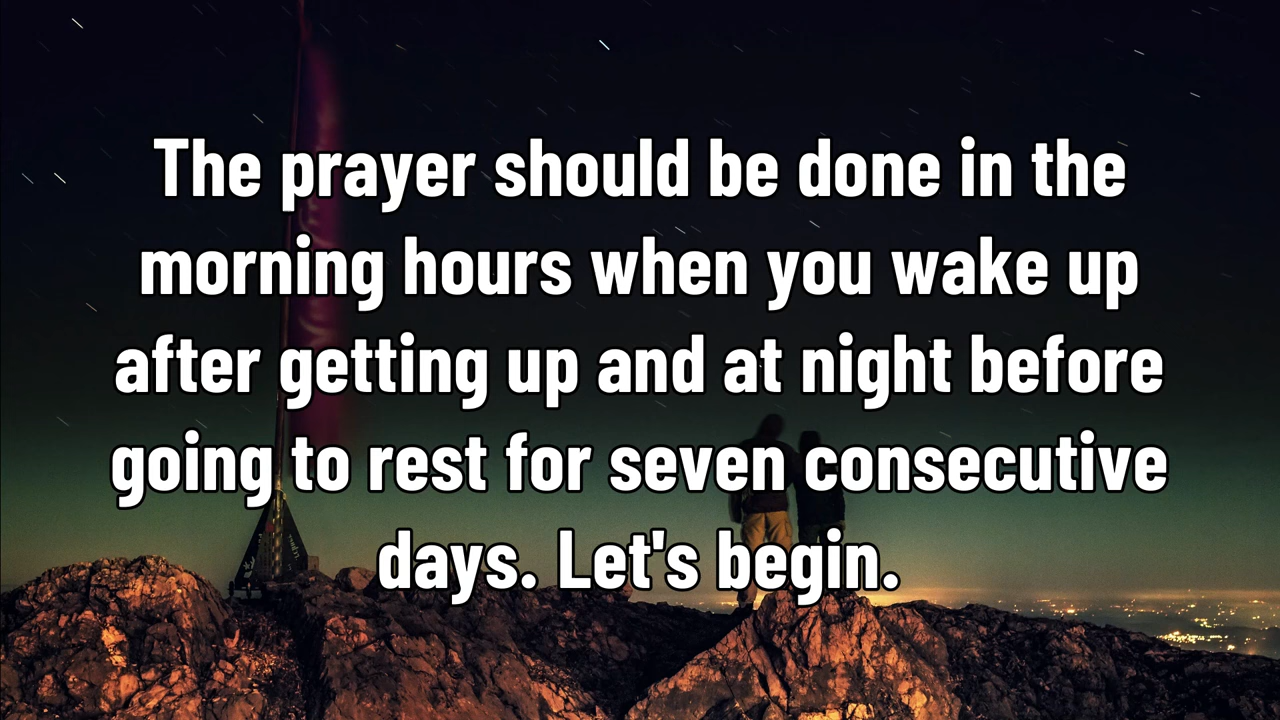 The prayer should be done in the
morning hours when you wake up
after getting up and at night before
going to rest for seven consecutive
days. Let's begin.